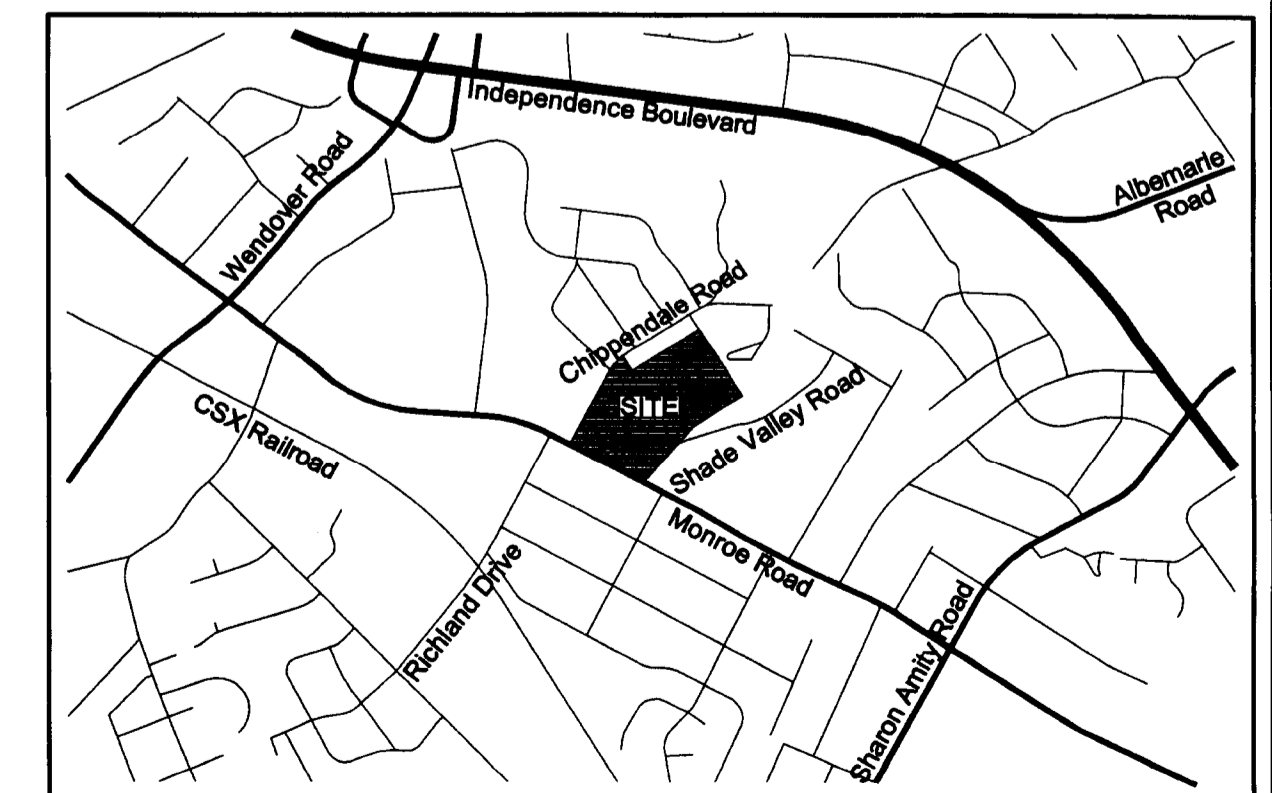 Independence Boulevard
Wendover Road
Albemarle
Road
Chippendale Road
SITE
Shade Valley Road
CSX Railroad
Monroe Road
Richland Drive
Sharon Amity Road